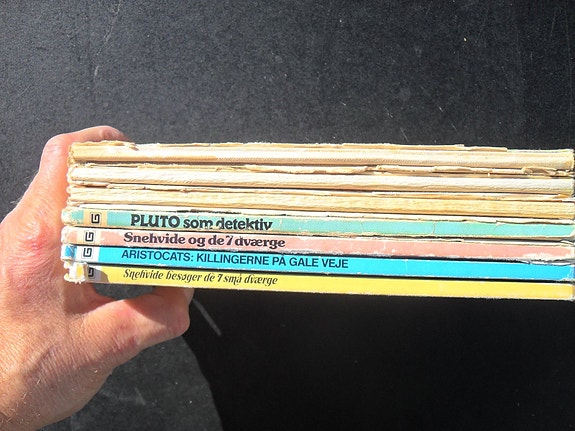 PLUTO som detektiv
Snehvide og de 7 dværge
ARISTOCATS: KILLINGERNE PÅ GALE VEJE
Snehvide besøger de 7 små dværge